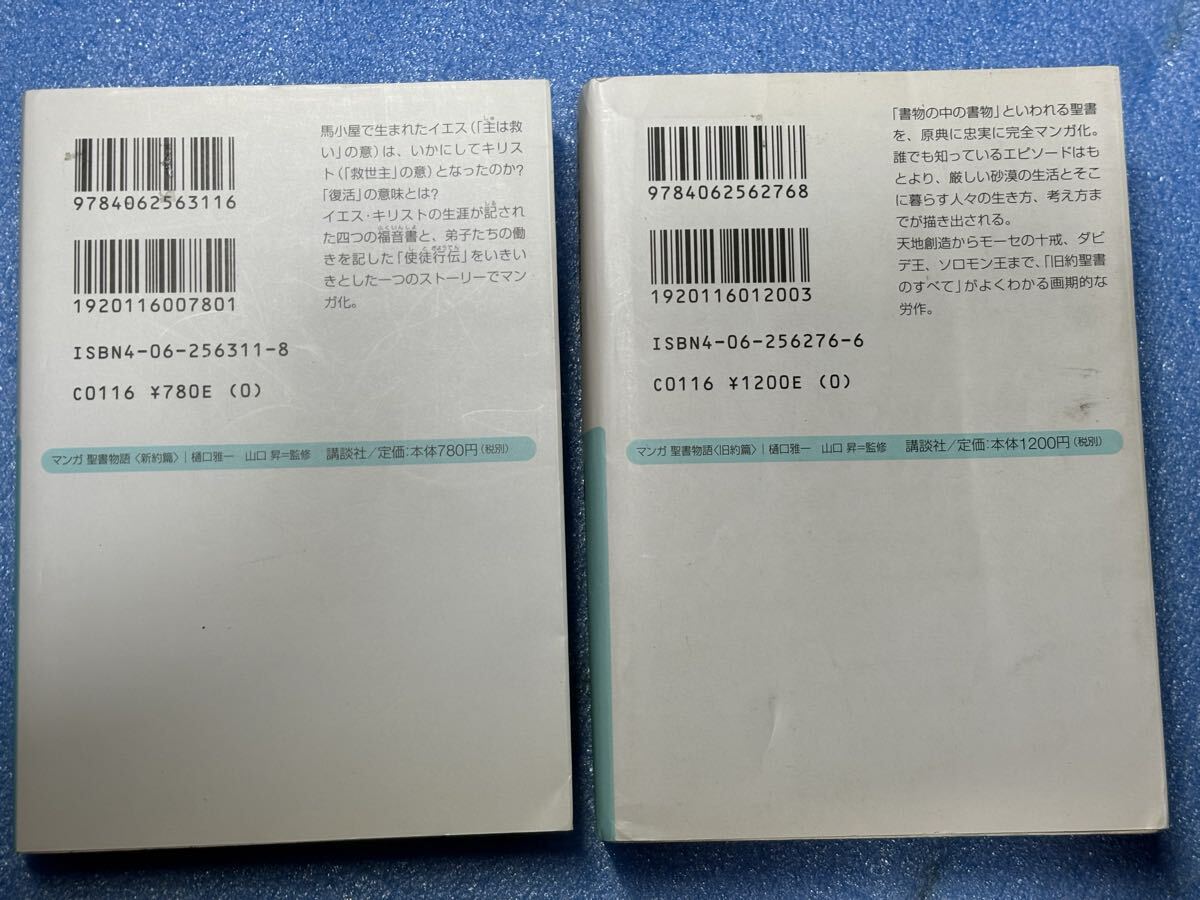 9784062563116
1920116007801
ISBN4-06-256311-8
C0116 ¥780E (0)
馬小屋で生まれたイエス(「主は救
い」の意)は、いかにしてキリス
ト(「救世主」の意)となったのか?
「復活」の意味とは?
イエス・キリストの生涯が記され
た四つの福音書と、弟子たちの働
きを記した「使徒行伝」をいきい
きとした一つのストーリーでマン
ガ化。
マンガ 聖書物語〈新約篇〉|樋口雅一 山口 昇=監修 講談社/定価:本体780円(税別)
9784062562768
1920116012003
ISBN4-06-256276-6
C0116 ¥1200E (0)
「書物の中の書物」といわれる聖書
を、原典に忠実に完全マンガ化。
誰でも知っているエピソードはも
とより、厳しい砂漠の生活とそこ
に暮らす人々の生き方、考え方ま
でが描き出される。
天地創造からモーセの十戒、ダビ
デ王、ソロモン王まで、「旧約聖書
のすべて」がよくわかる画期的な
労作。
マンガ 聖書物語〈旧約篇〉|樋口雅一 山口 昇=監修 講談社/定価:本体1200円(税別)